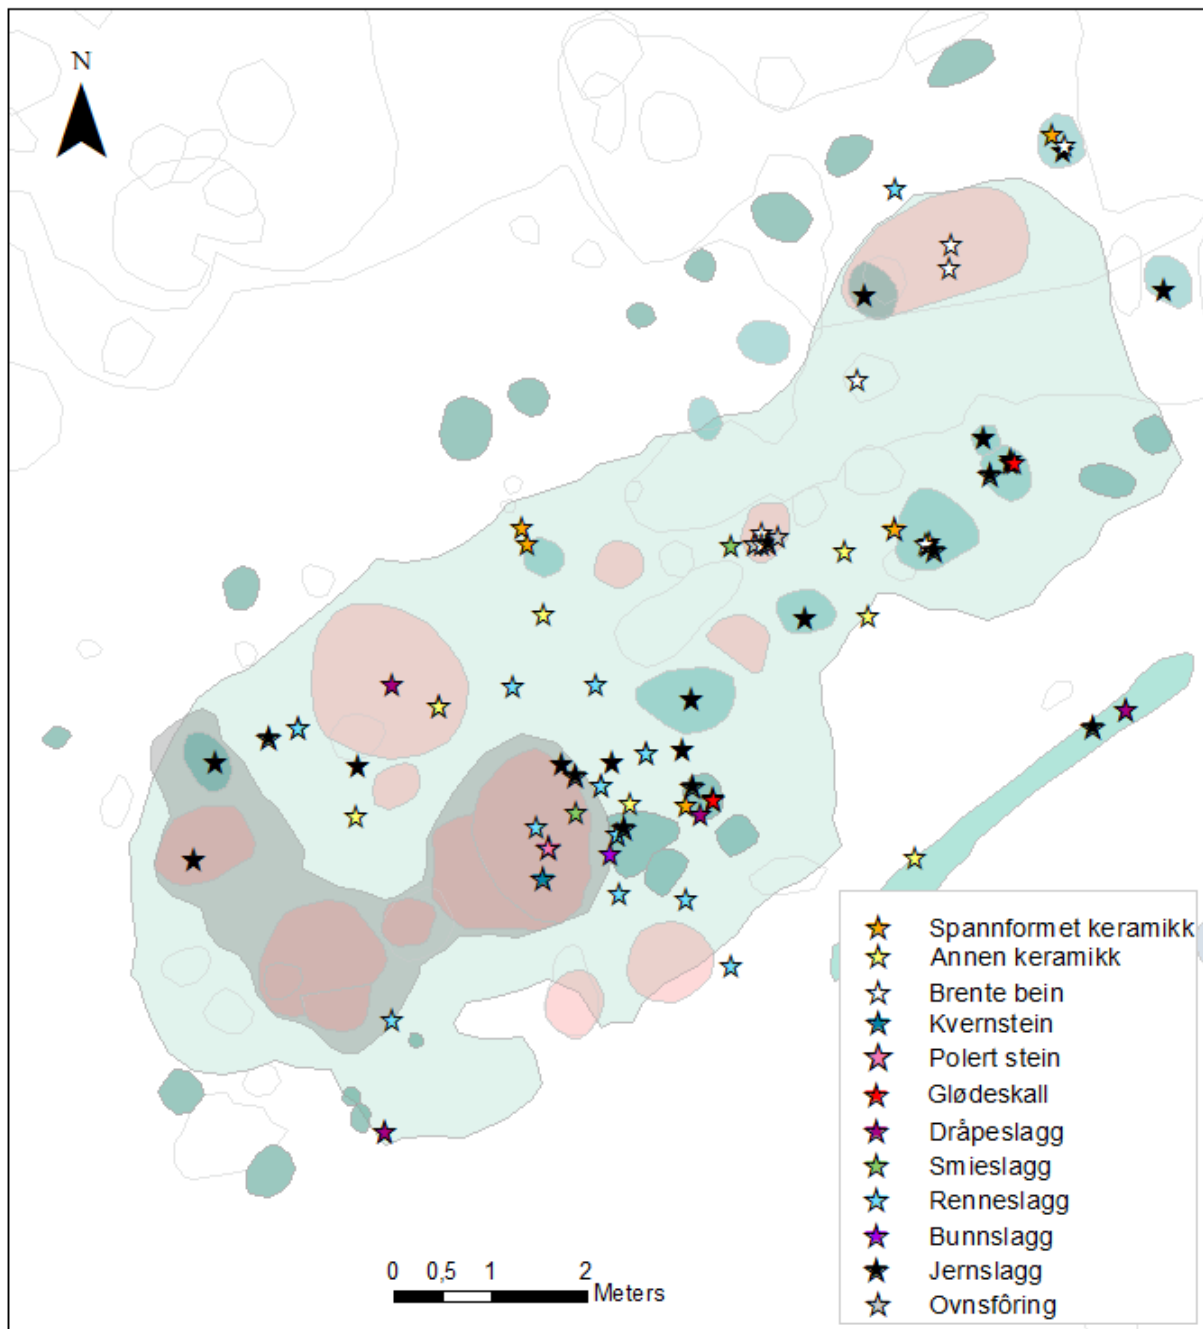 N
Spannformet keramikk
Annen keramikk
Brente bein
Kvernstein
Polert stein
Glødeskall
Dråpeslagg
Smieslagg
Renneslagg
Bunnslagg
Jernslagg
Ovnsfôring
0 0,5 1 2
Meters